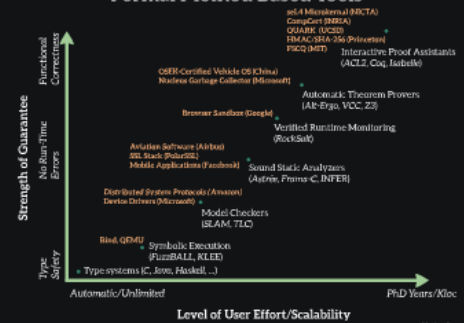 Formal Method Based Tools
seL4 Microkernel (NICTA)
CompCert (INRIA)
QUARK (UCSD)
HMAC/SHA-256 (Princeton)
FSCQ (MIT)
Interactive Proof Assistants
(ACL2, Coq, Isabelle)
OSEK-Certified Vehicle OS (China)
Nucleus Garbage Collector (Microsoft)
Automatic Theorem Provers
(Alt-Ergo, VCC, Z3)
Browser Sandbox (Google)
Verified Runtime Monitoring
(RockSalt)
Aviation Software (Airbus)
SSL Stack (PolarSSL)
Mobile Applications (Facebook)
Sound Static Analyzers
(Astrée, Frama-C, INFER)
Distributed System Protocols (Amazon)
Device Drivers (Microsoft)
Model Checkers
(SLAM, TLC)
Bind, QEMU
Symbolic Execution
(FuzzBALL, KLEE)
Type systems (C, Java, Haskell, ...)
Strength of Guarantee
Functional
Correctness
No Run-Time
Errors
Type
Safety
Automatic/Unlimited
PhD Years/Kloc
Level of User Effort/Scalability